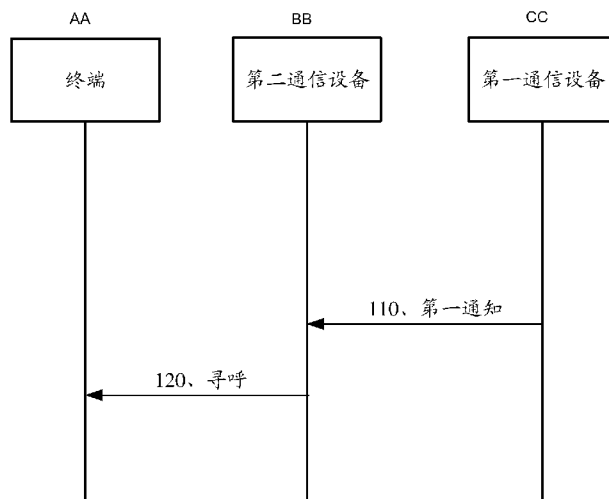 AA
BB
CC
终端
第二通信设备
第一通信设备
110、第一通知
120、寻呼